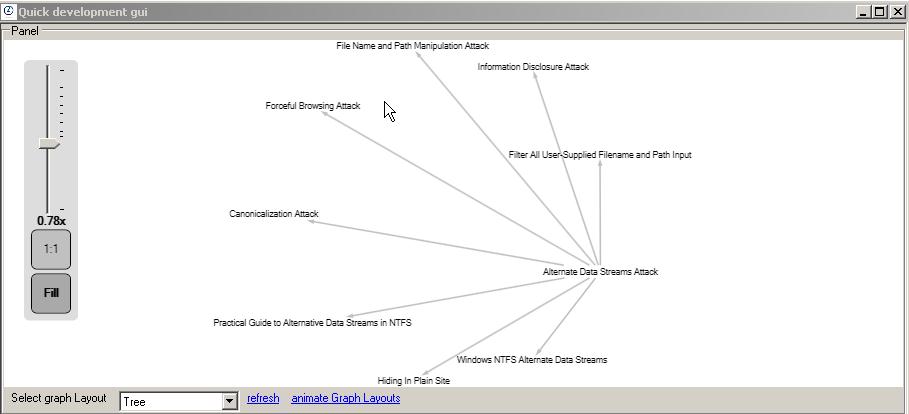 Quick development gui
Panel
File Name and Path Manipulation Attack
Information Disclosure Attack
Forceful Browsing Attack
Filter All User-Supplied Filename and Path Input
Canonicalization Attack
0.78x
1:1
Alternate Data Streams Attack
Fill
Practical Guide to Alternative Data Streams in NTFS
Windows NTFS Alternate Data Streams
Hiding In Plain Site
Select graph Layout Tree refresh animate Graph Layouts